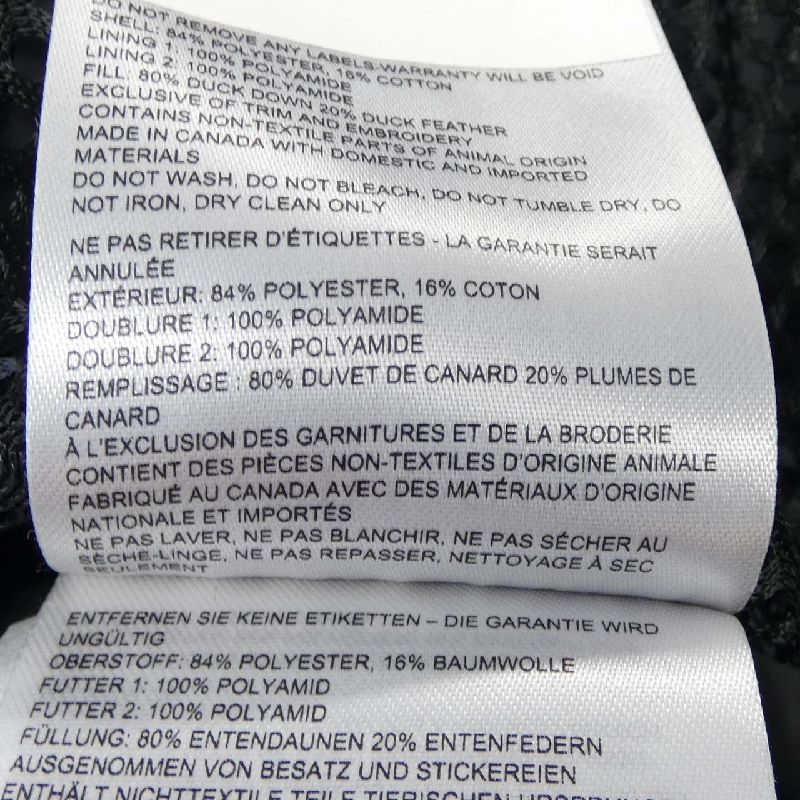 DO NOT REMOVE ANY LABELS-WARRANTY WILL BE VOID
SHELL: 84% POLYESTER, 16% COTTON
LINING 1: 100% POLYAMIDE
LINING 2: 100% POLYAMIDE
FILL: 80% DUCK DOWN 20% DUCK FEATHER
EXCLUSIVE OF TRIM AND EMBROIDERY
CONTAINS NON-TEXTILE PARTS OF ANIMAL ORIGIN
MADE IN CANADA WITH DOMESTIC AND IMPORTED
MATERIALS
DO NOT WASH, DO NOT BLEACH, DO NOT TUMBLE DRY, DO
NOT IRON, DRY CLEAN ONLY
NE PAS RETIRER D'ÉTIQUETTES - LA GARANTIE SERAIT
ANNULÉE
EXTÉRIEUR: 84% POLYESTER, 16% COTON
DOUBLURE 1: 100% POLYAMIDE
DOUBLURE 2: 100% POLYAMIDE
REMPLISSAGE : 80% DUVET DE CANARD 20% PLUMES DE
CANARD
À L'EXCLUSION DES GARNITURES ET DE LA BRODERIE
CONTIENT DES PIÈCES NON-TEXTILES D'ORIGINE ANIMALE
FABRIQUÉ AU CANADA AVEC DES MATÉRIAUX D'ORIGINE
NATIONALE ET IMPORTÉS
NE PAS LAVER, NE PAS BLANCHIR, NE PAS SÉCHER AU
SÈCHE-LINGE, NE PAS REPASSER, NETTOYAGE À SEC
SEULEMENT
ENTFERNEN SIE KEINE ETIKETTEN – DIE GARANTIE WIRD
UNGÜLTIG
OBERSTOFF: 84% POLYESTER, 16% BAUMWOLLE
FUTTER 1: 100% POLYAMID
FUTTER 2: 100% POLYAMID
FÜLLUNG: 80% ENTENDAUNEN 20% ENTENFEDERN
AUSGENOMMEN VON BESATZ UND STICKEREIEN
ENTHÄLT NICHTTEXTILE TEILE TIERISCHEN URSPRUNGS